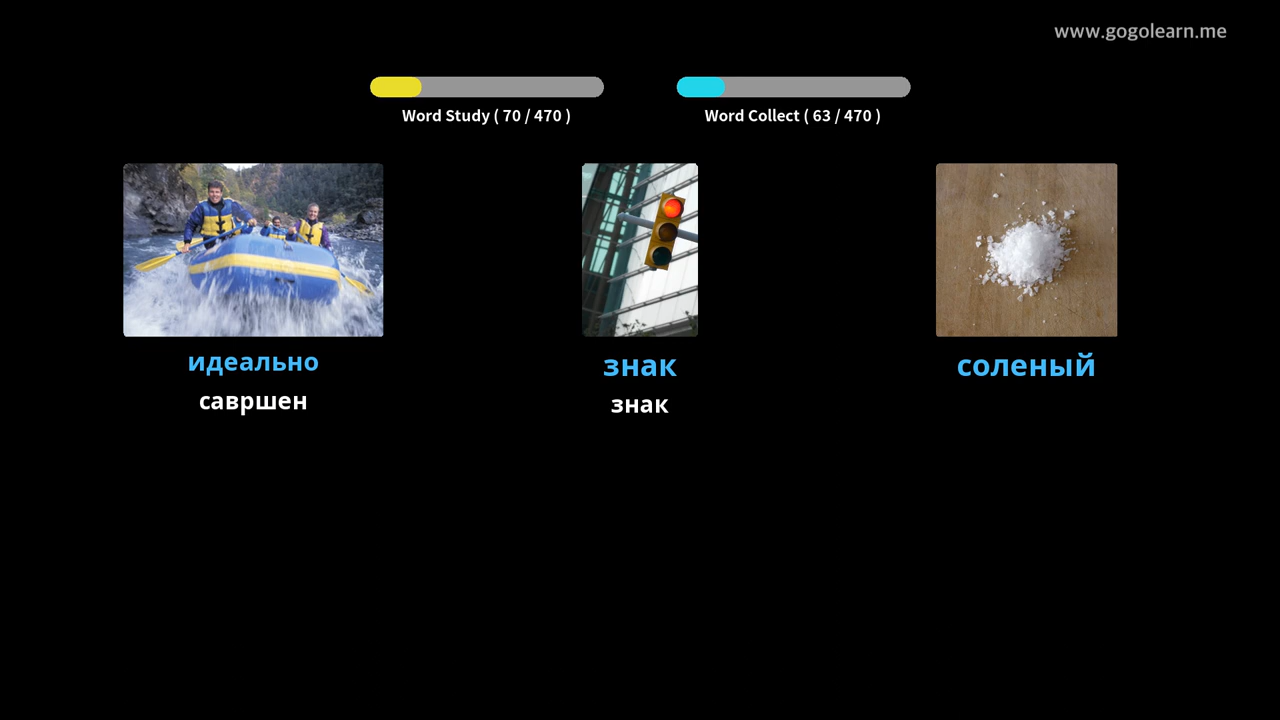 www.gogolearn.me
Word Study ( 70 / 470 )
Word Collect ( 63 / 470 )
идеально
савршен
знак
знак
соленый